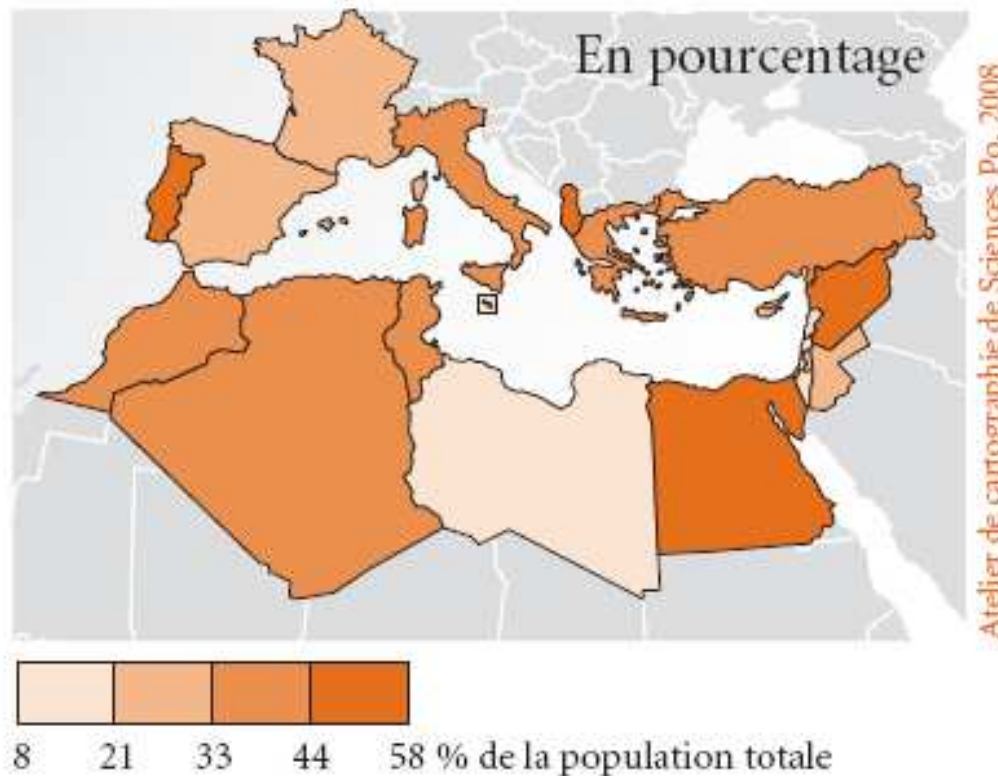 En pourcentage
Atelier de cartographie de Sciences Po, 2008
8 21 33 44 58 % de la population totale